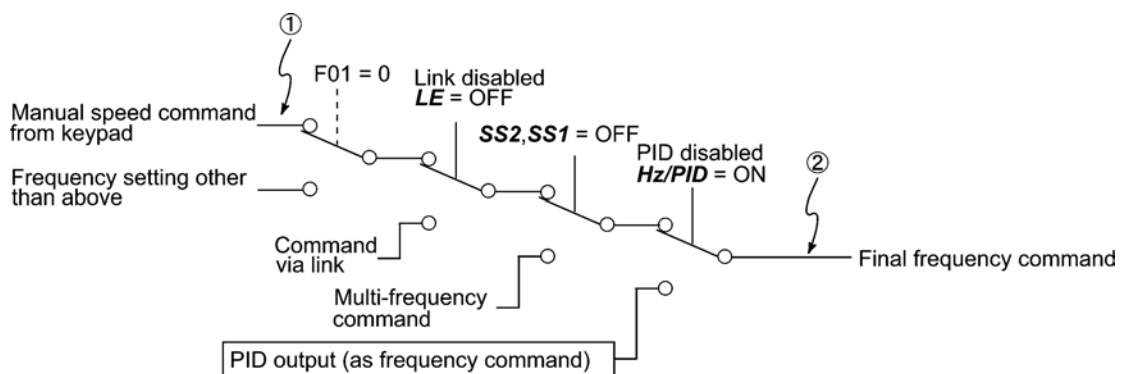 ①
F01 = 0
Link disabled
LE = OFF
Manual speed command
from keypad
SS2,SS1 = OFF
PID disabled
Hz/PID = ON
②
Frequency setting other
than above
Command
via link
Final frequency command
Multi-frequency
command
PID output (as frequency command)